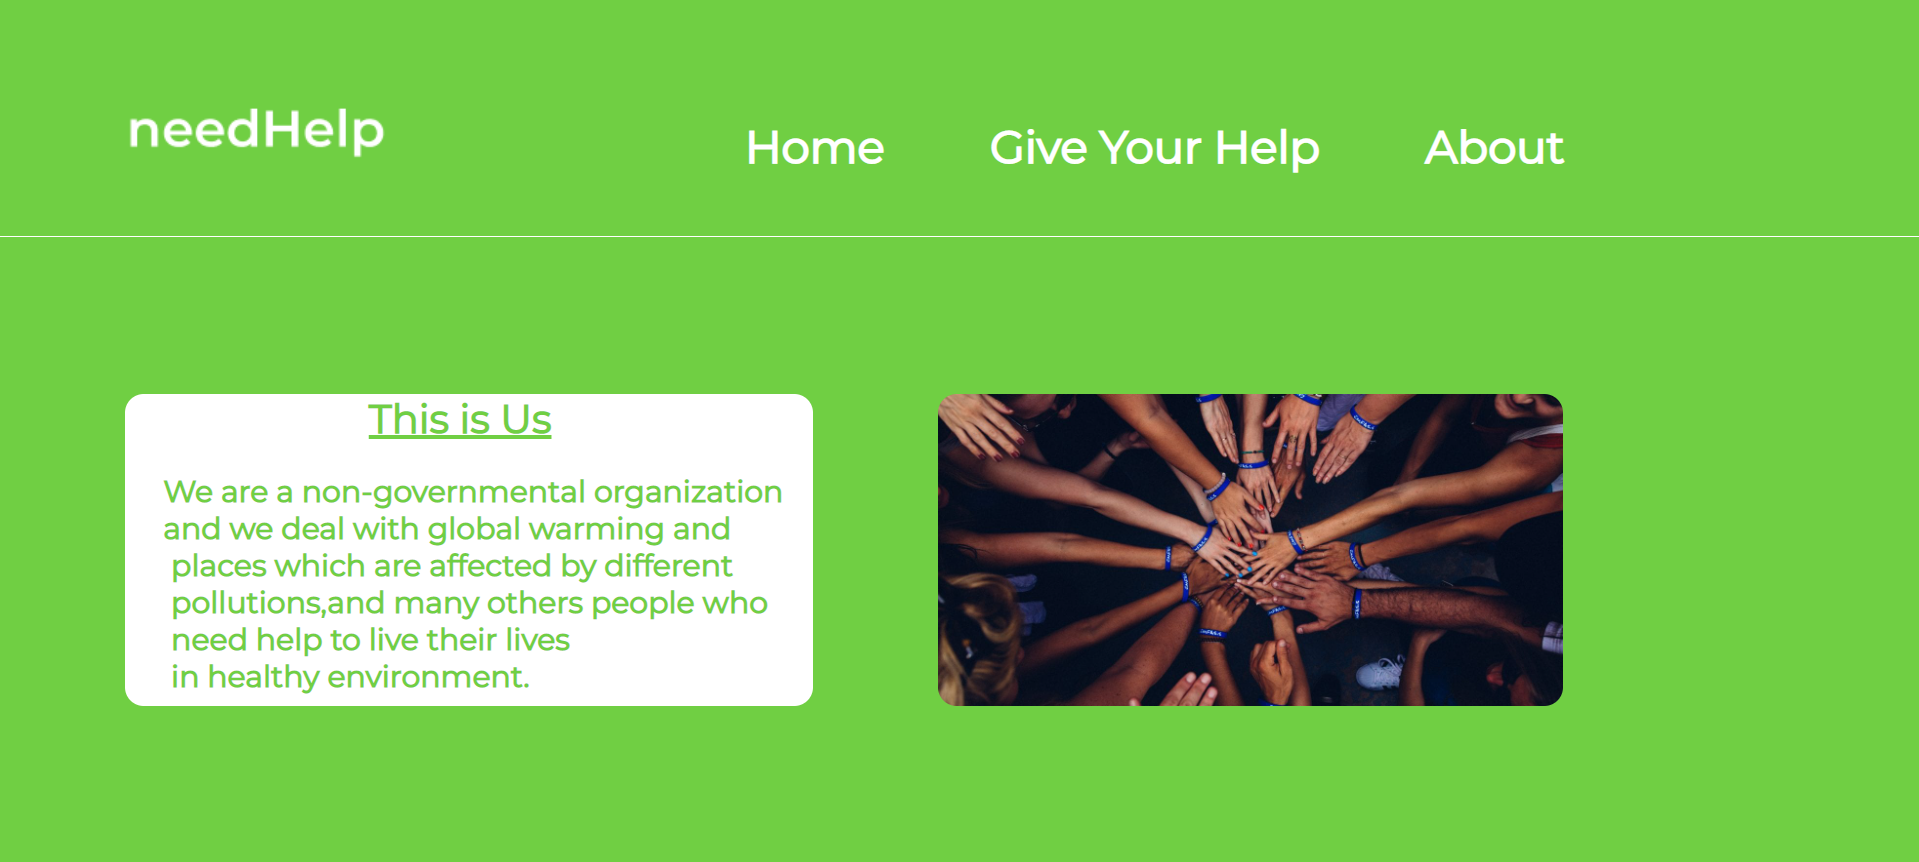 needHelp
Home Give Your Help About
This is Us
We are a non-governmental organization
and we deal with global warming and
places which are affected by different
pollutions,and many others people who
need help to live their lives
in healthy environment.